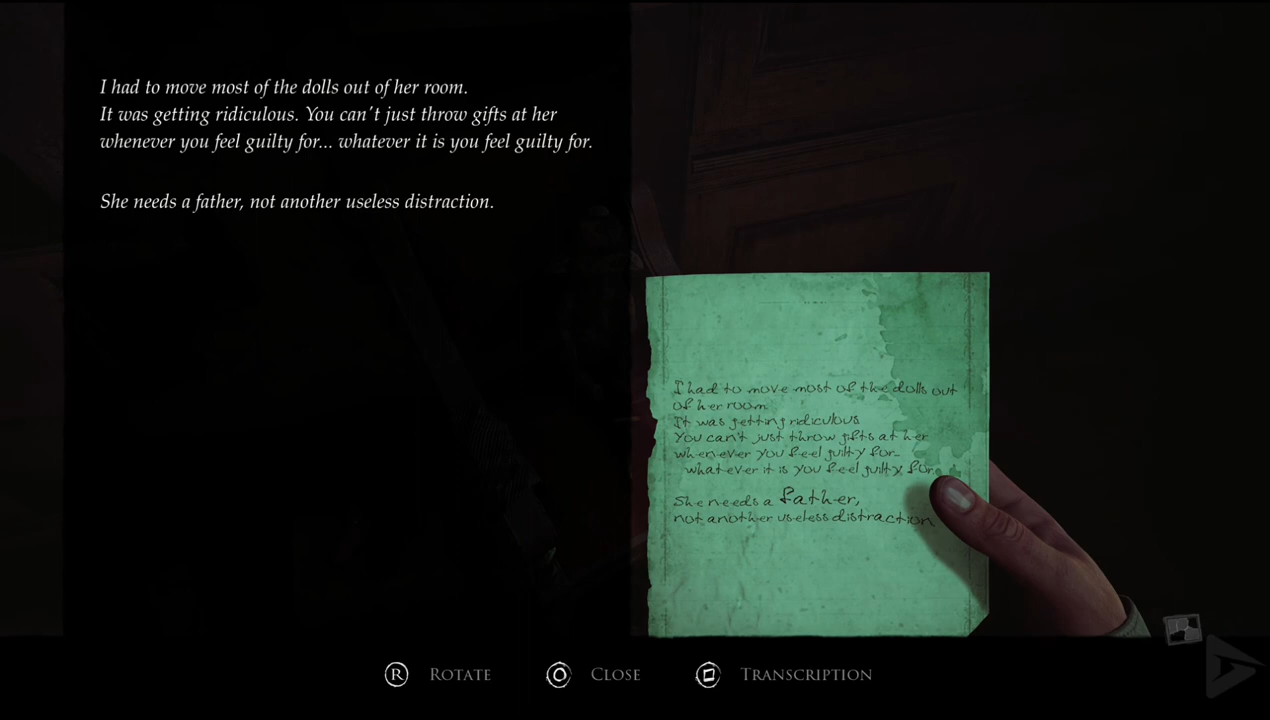 I had to move most of the dolls out of her room.
It was getting ridiculous. You can't just throw gifts at her
whenever you feel guilty for... whatever it is you feel guilty for.
She needs a father, not another useless distraction.
I had to move most of the dolls out
of her room
It was getting ridiculous
You can't just throw gifts at her
whenever you feel guilty for...
whatever it is you feel guilty for.
She needs a father,
not another useless distraction
R ROTATE CLOSE TRANSCRIPTION